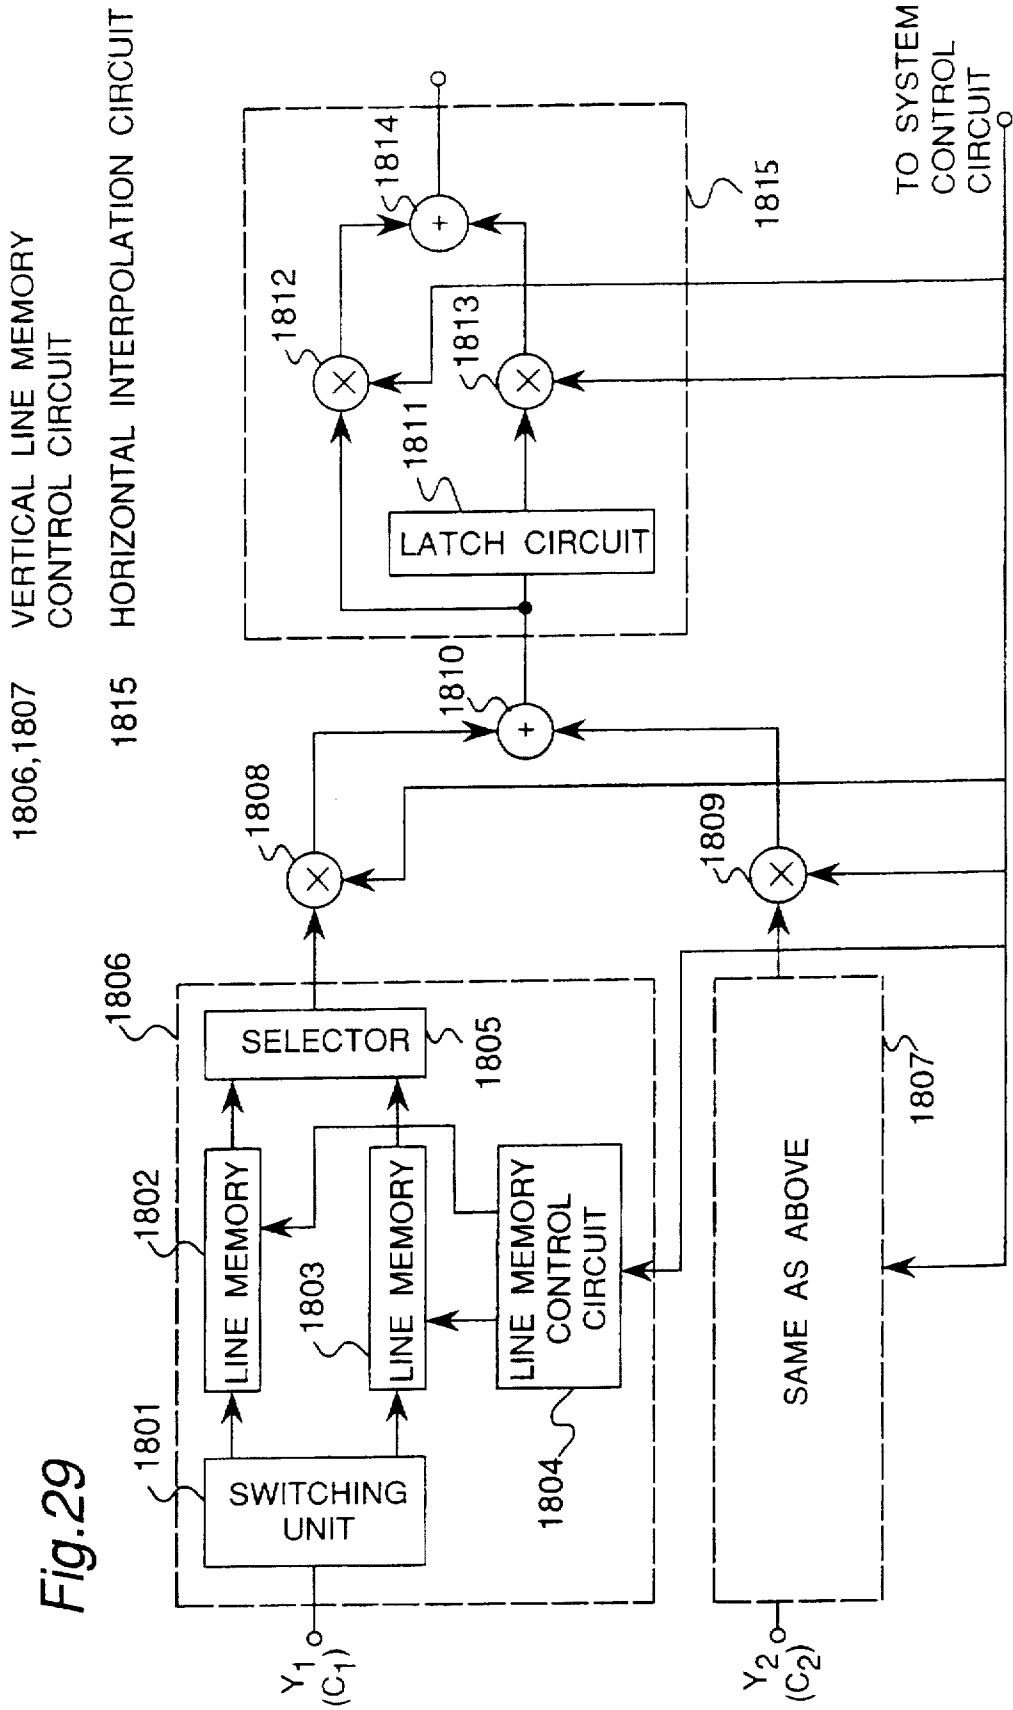 Fig.29
1806,1807 VERTICAL LINE MEMORY
CONTROL CIRCUIT
1815 HORIZONTAL INTERPOLATION CIRCUIT
1801
SWITCHING
UNIT
Y1
(C1)
1802
LINE MEMORY
1803
LINE MEMORY
1804
LINE MEMORY
CONTROL
CIRCUIT
1806
SELECTOR
1805
1808
×
1810
+
1809
×
1811
LATCH CIRCUIT
1812
×
1813
×
1814
+
1815
Y2
(C2)
SAME AS ABOVE
1807
TO SYSTEM
CONTROL
CIRCUIT